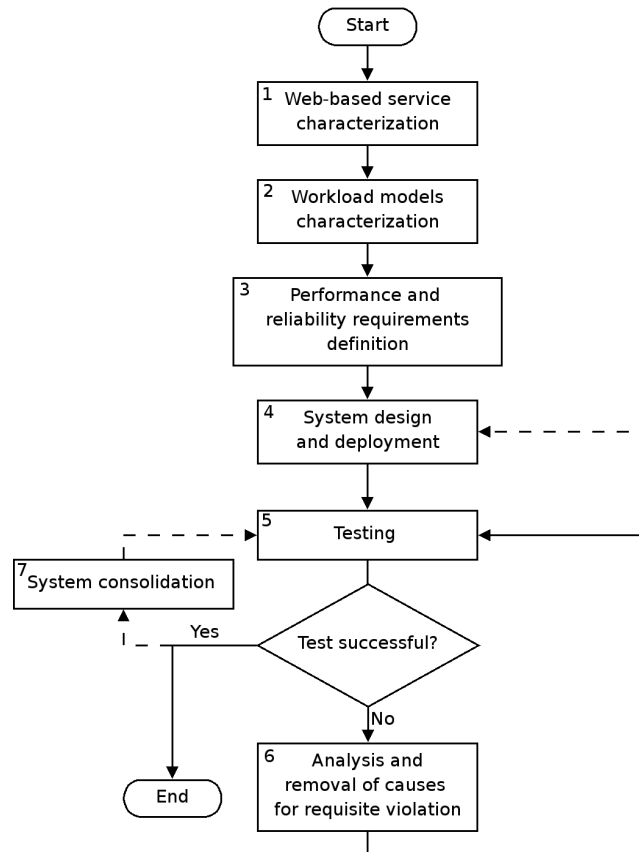 Start
1
Web-based service
characterization
2
Workload models
characterization
3
Performance and
reliability requirements
definition
4
System design
and deployment
5
Testing
7
System consolidation
Yes
Test successful?
No
6
Analysis and
removal of causes
for requisite violation
End